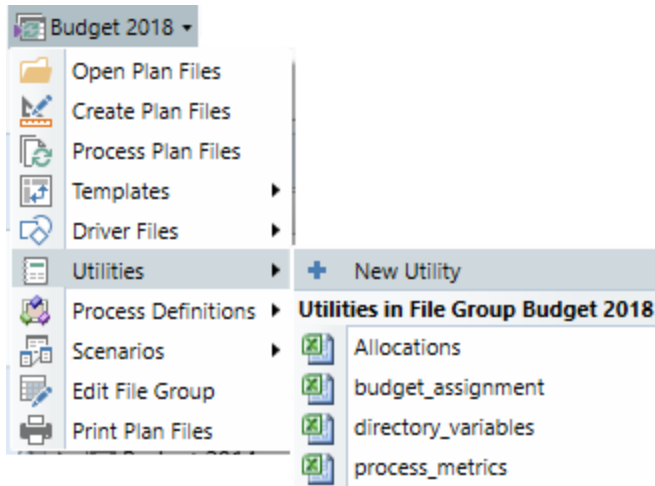 Budget 2018
Open Plan Files
Create Plan Files
Process Plan Files
Templates
Driver Files
Utilities
New Utility
Process Definitions
Utilities in File Group Budget 2018
Scenarios
Allocations
Edit File Group
budget_assignment
Print Plan Files
directory_variables
process_metrics